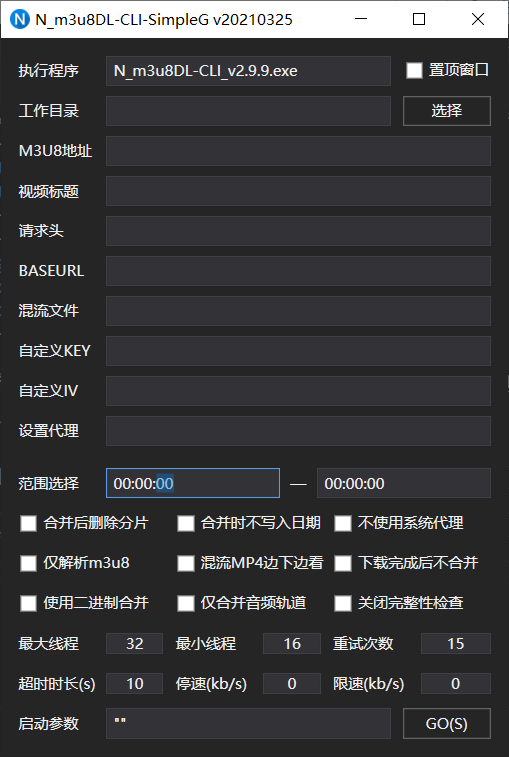 N_m3u8DL-CLI-SimpleG v20210325
执行程序 N_m3u8DL-CLI_v2.9.9.exe 置顶窗口
工作目录 选择
M3U8地址
视频标题
请求头
BASEURL
混流文件
自定义KEY
自定义IV
设置代理
范围选择 00:00:00 — 00:00:00
合并后删除分片 合并时不写入日期 不使用系统代理
仅解析m3u8 混流MP4边下边看 下载完成后不合并
使用二进制合并 仅合并音频轨道 关闭完整性检查
最大线程 32 最小线程 16 重试次数 15
超时时长(s) 10 停速(kb/s) 0 限速(kb/s) 0
启动参数 "" GO(S)